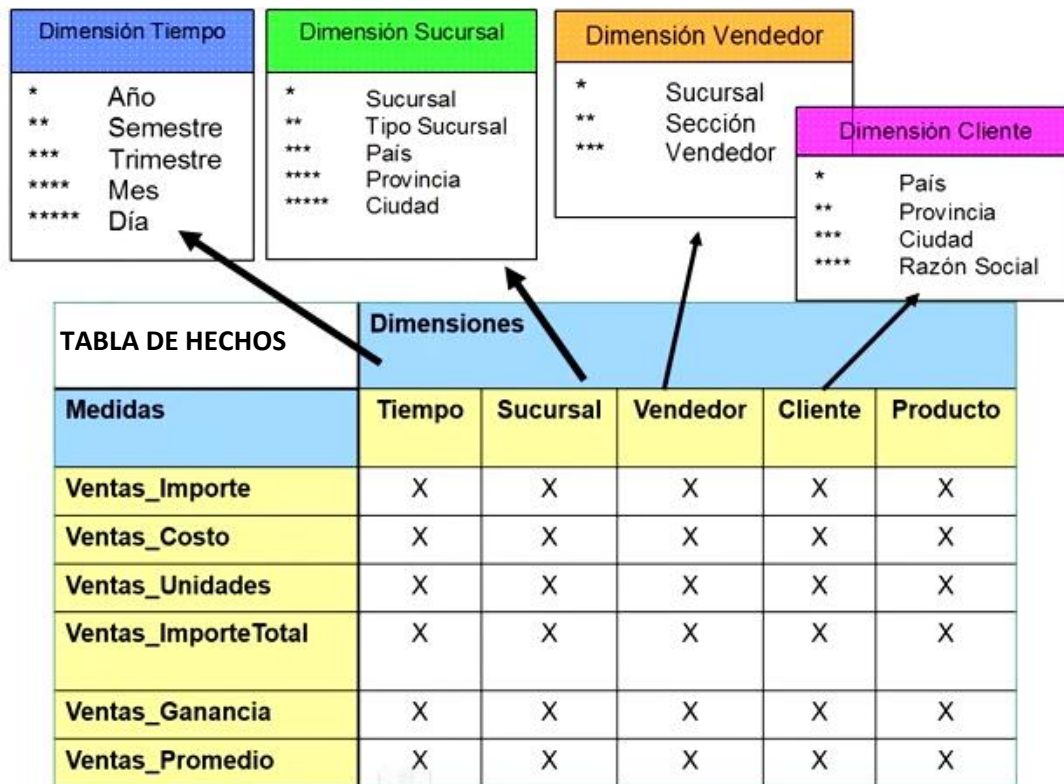 Dimensión Tiempo
* Año
** Semestre
*** Trimestre
**** Mes
***** Día
Dimensión Sucursal
* Sucursal
** Tipo Sucursal
*** País
**** Provincia
***** Ciudad
Dimensión Vendedor
* Sucursal
** Sección
*** Vendedor
Dimensión Cliente
* País
** Provincia
*** Ciudad
**** Razón Social
TABLA DE HECHOS Dimensiones
Medidas Tiempo Sucursal Vendedor Cliente Producto
Ventas_Importe X X X X X
Ventas_Costo X X X X X
Ventas_Unidades X X X X X
Ventas_ImporteTotal X X X X X
Ventas_Ganancia X X X X X
Ventas_Promedio X X X X X